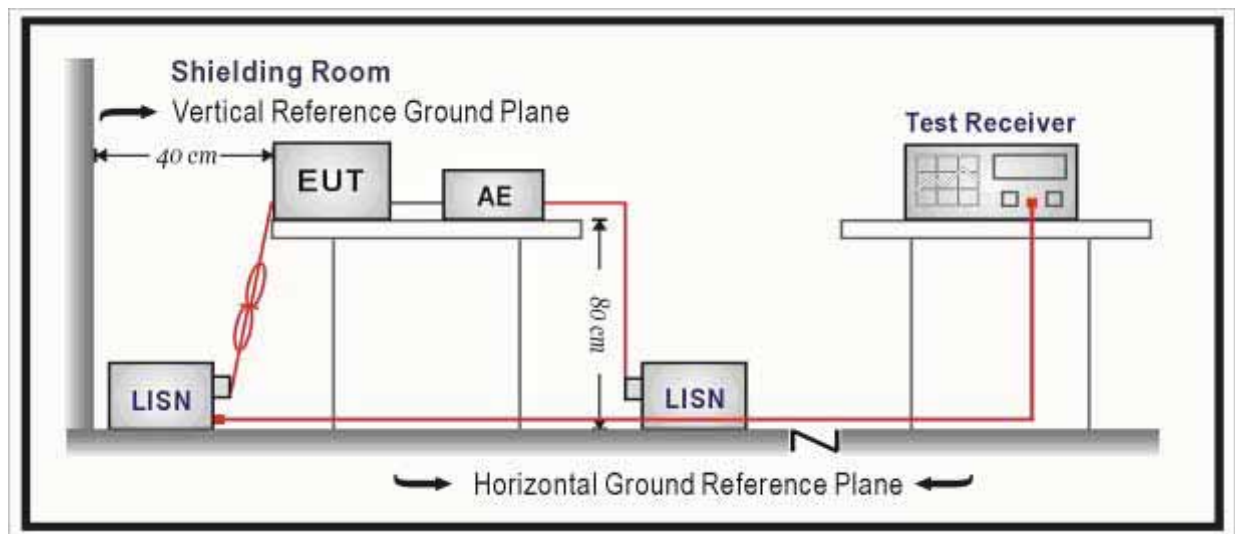 Shielding Room
Vertical Reference Ground Plane
40 cm
EUT
AE
Test Receiver
80 cm
LISN
LISN
Horizontal Ground Reference Plane